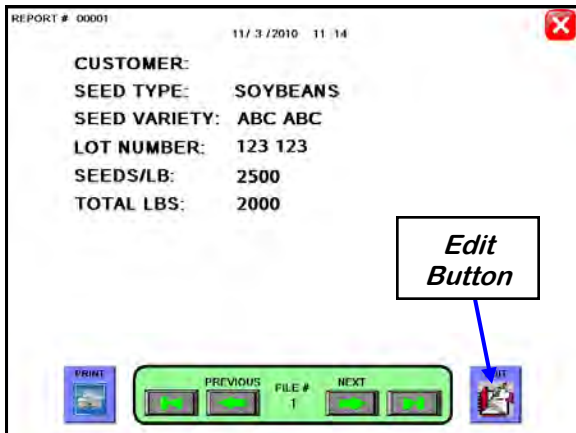 REPORT # 00001
11/ 3 /2010 11 14
CUSTOMER:
SEED TYPE: SOYBEANS
SEED VARIETY: ABC ABC
LOT NUMBER: 123 123
SEEDS/LB: 2500
TOTAL LBS: 2000
Edit
Button
PRINT
PREVIOUS FILE # NEXT
1